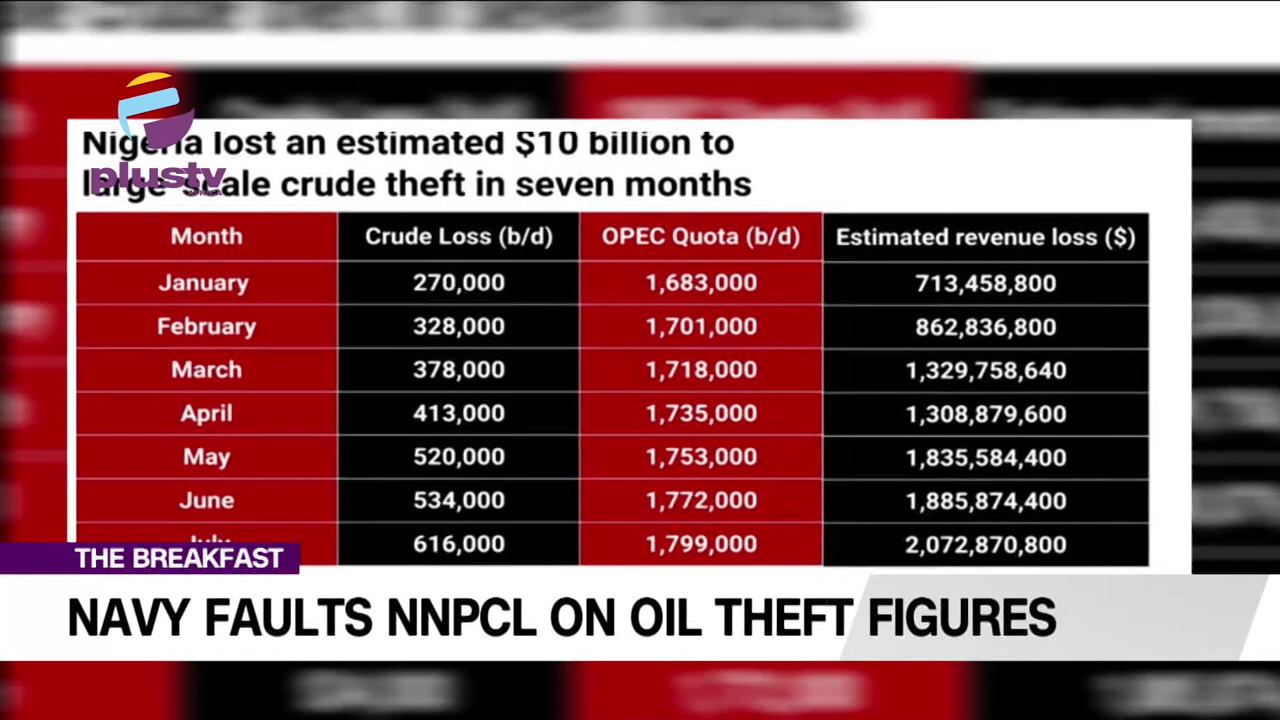 Nigeria lost an estimated $10 billion to
large-scale crude theft in seven months
plustv
Month Crude Loss (b/d) OPEC Quota (b/d) Estimated revenue loss ($)
January 270,000 1,683,000 713,458,800
February 328,000 1,701,000 862,836,800
March 378,000 1,718,000 1,329,758,640
April 413,000 1,735,000 1,308,879,600
May 520,000 1,753,000 1,835,584,400
June 534,000 1,772,000 1,885,874,400
July 616,000 1,799,000 2,072,870,800
THE BREAKFAST
NAVY FAULTS NNPCL ON OIL THEFT FIGURES